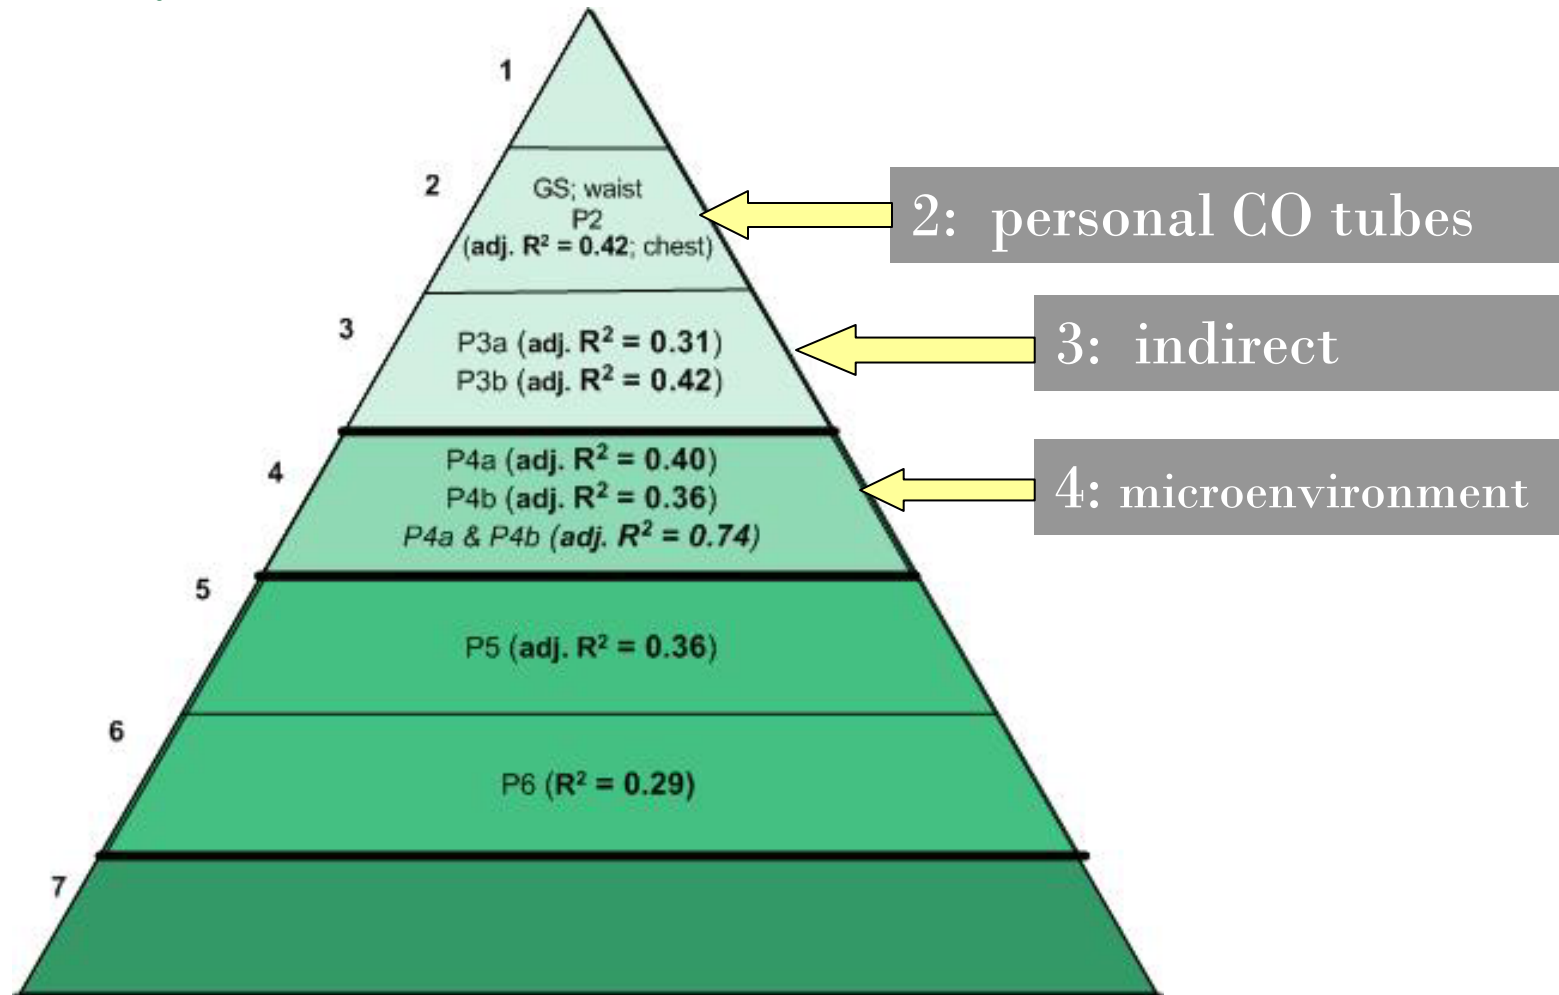 1
2
GS; waist
P2
(adj. R² = 0.42; chest)
2: personal CO tubes
3
P3a (adj. R² = 0.31)
P3b (adj. R² = 0.42)
3: indirect
4
P4a (adj. R² = 0.40)
P4b (adj. R² = 0.36)
P4a & P4b (adj. R² = 0.74)
4: microenvironment
5
P5 (adj. R² = 0.36)
6
P6 (R² = 0.29)
7